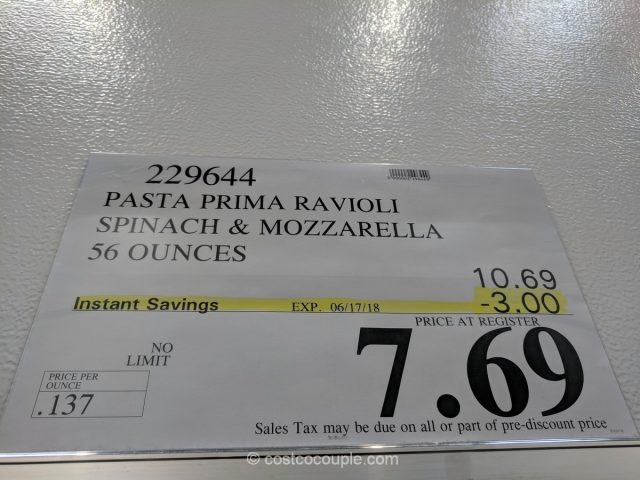 229644
PASTA PRIMA RAVIOLI
SPINACH & MOZZARELLA
56 OUNCES
10.69
Instant Savings EXP. 06/17/18 -3.00
PRICE AT REGISTER
7.69
NO
LIMIT
PRICE PER
OUNCE
.137
Sales Tax may be due on all or part of pre-discount price
© costcocouple.com